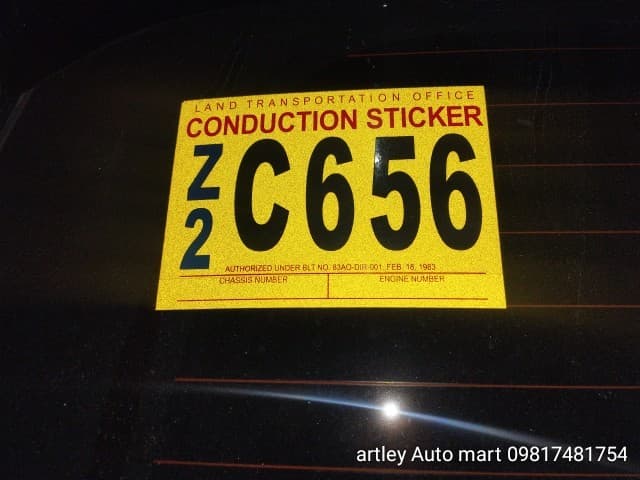 LAND TRANSPORTATION OFFICE
CONDUCTION STICKER
Z2 C656
AUTHORIZED UNDER BLT NO. 83AO-DIR-001, FEB. 18, 1983
CHASSIS NUMBER ENGINE NUMBER
artley Auto mart 09817481754